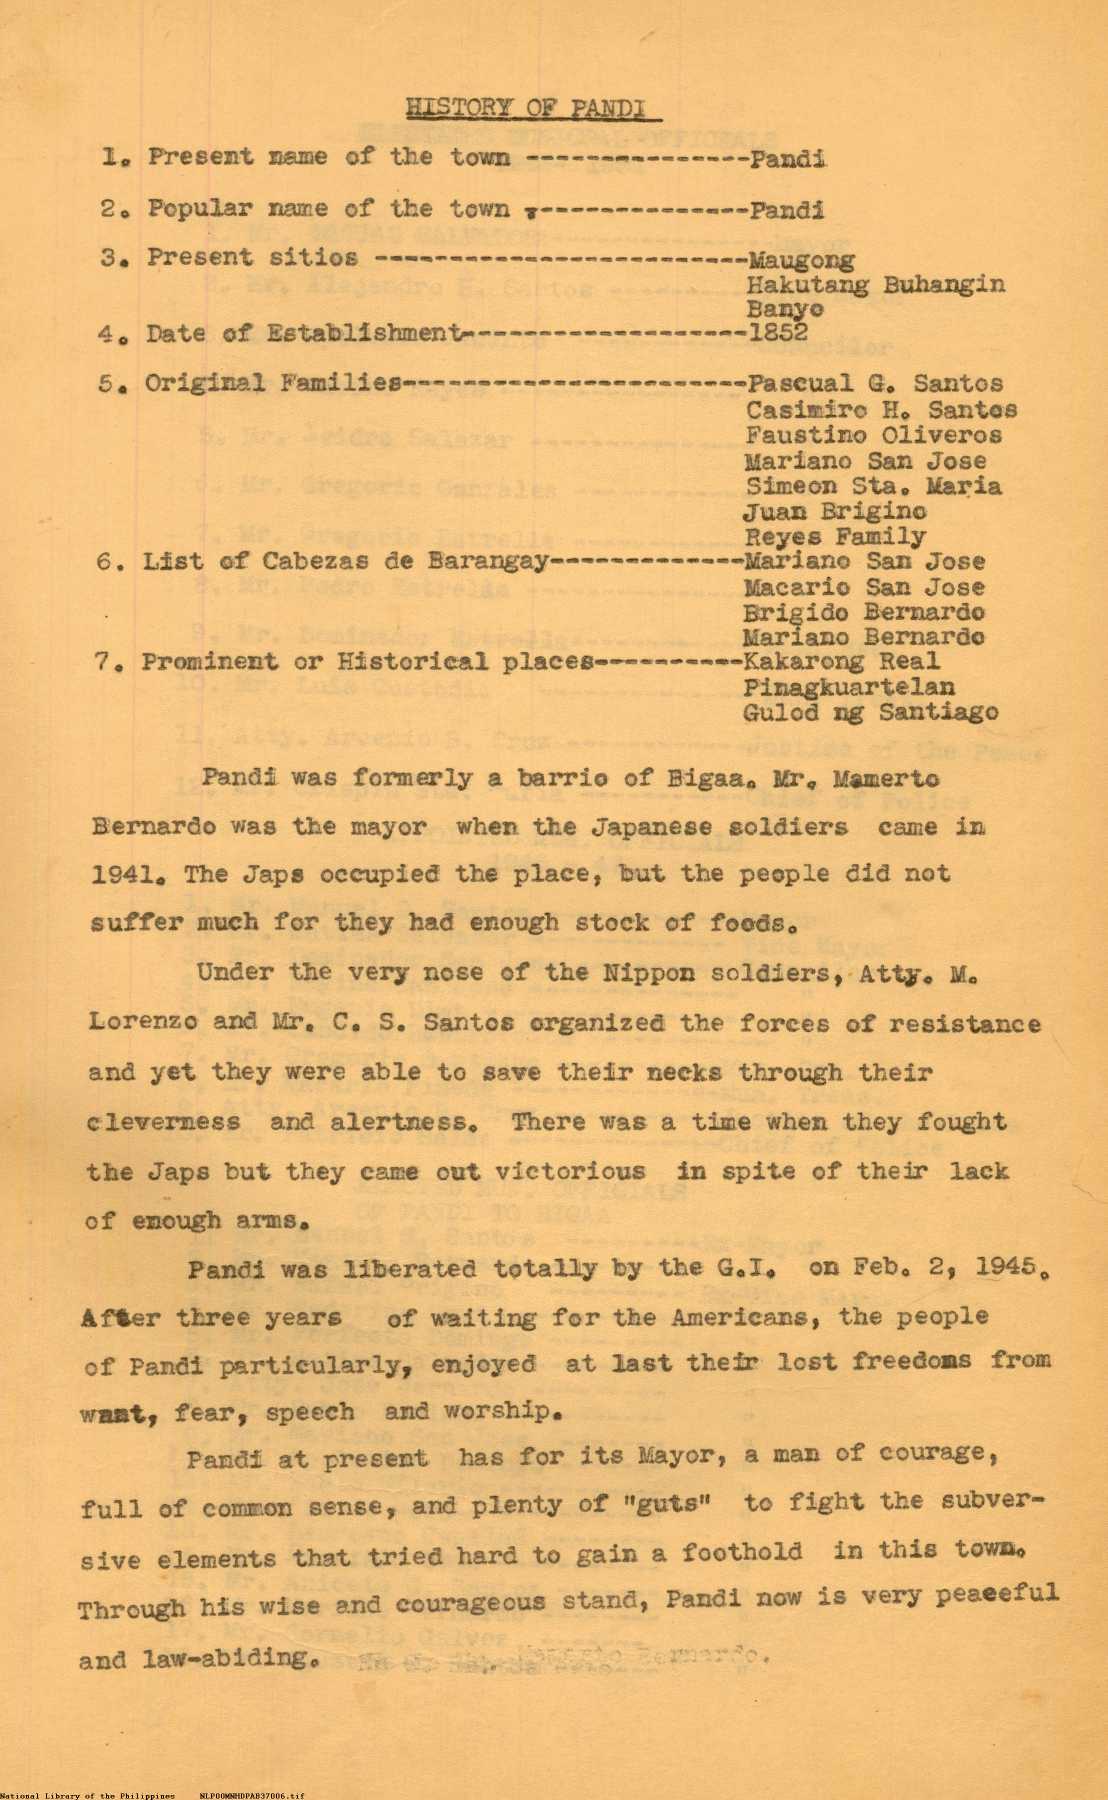 HISTORY OF PANDI
1. Present name of the town ---------------Pandi
2. Popular name of the town ---------------Pandi
3. Present sitios -------------------------Maugong
Hakutang Buhangin
Banyo
4. Date of Establishment-------------------1852
5. Original Families-----------------------Pascual G. Santos
Casimiro H. Santos
Faustino Oliveros
Mariano San Jose
Simeon Sta. Maria
Juan Brigino
Reyes Family
6. List of Cabezas de Barangay-------------Mariano San Jose
Macario San Jose
Brigido Bernardo
Mariano Bernardo
7. Prominent or Historical places----------Kakarong Real
Pinagkuartelan
Gulod ng Santiago
Pandi was formerly a barrio of Bigaa. Mr. Mamerto
Bernardo was the mayor when the Japanese soldiers came in
1941. The Japs occupied the place, but the people did not
suffer much for they had enough stock of foods.
Under the very nose of the Nippon soldiers, Atty. M.
Lorenzo and Mr. C. S. Santos organized the forces of resistance
and yet they were able to save their necks through their
cleverness and alertness. There was a time when they fought
the Japs but they came out victorious in spite of their lack
of enough arms.
Pandi was liberated totally by the G.I. on Feb. 2, 1945.
After three years of waiting for the Americans, the people
of Pandi particularly, enjoyed at last their lost freedoms from
want, fear, speech and worship.
Pandi at present has for its Mayor, a man of courage,
full of common sense, and plenty of "guts" to fight the subver-
sive elements that tried hard to gain a foothold in this town.
Through his wise and courageous stand, Pandi now is very peaceful
and law-abiding. Bernardo.
National Library of the Philippines NLPOOMNHDPAB37006.tif